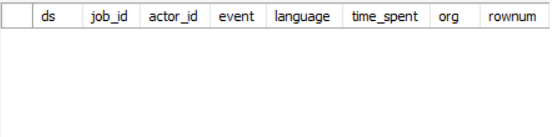 ds job_id actor_id event language time_spent org rownum